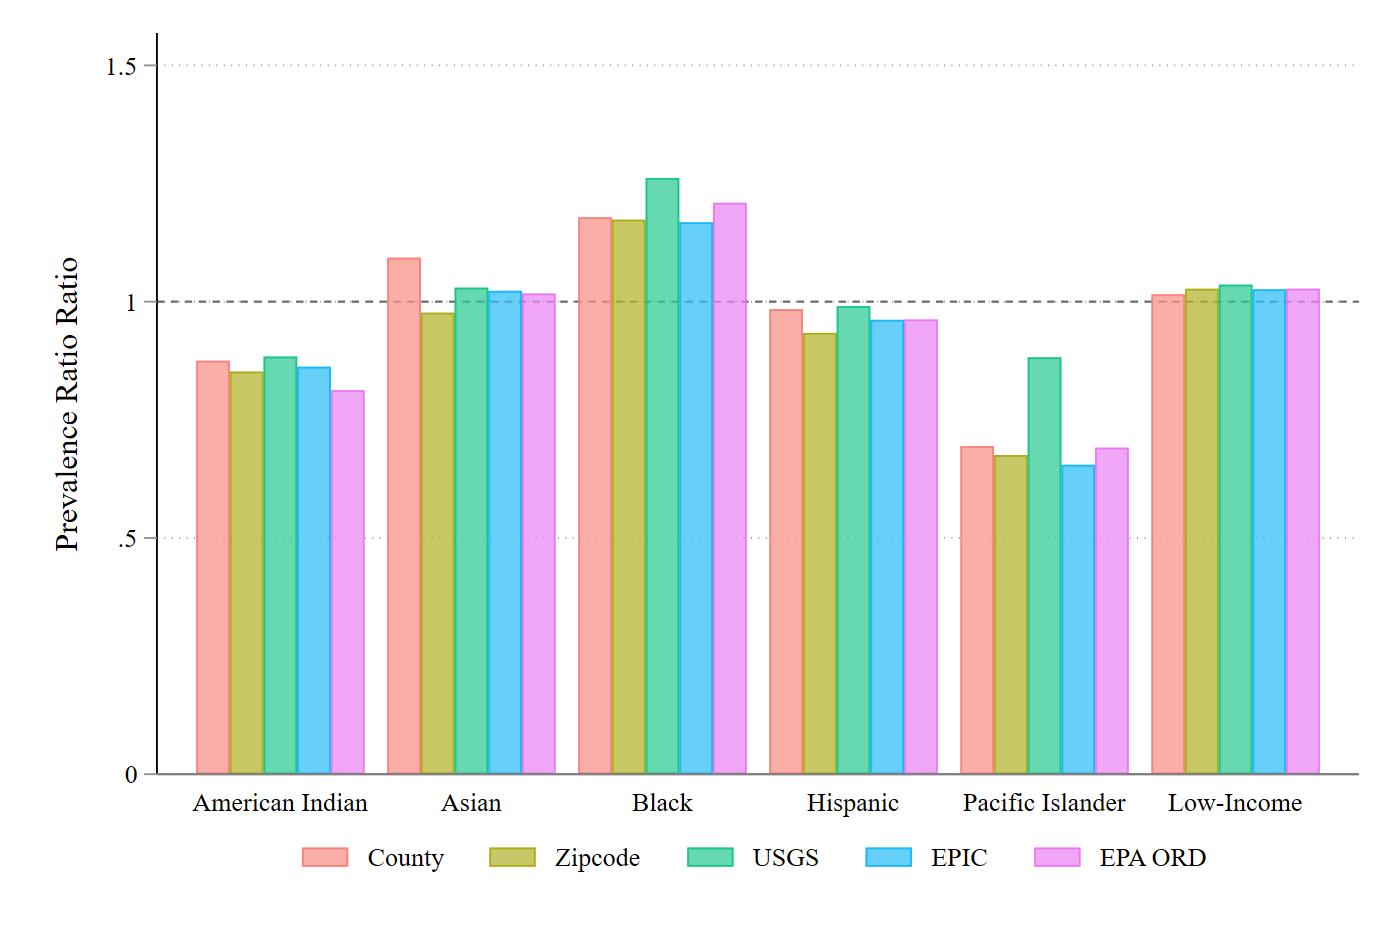 Prevalence Ratio Ratio
1.5
1
.5
0
American Indian
Asian
Black
Hispanic
Pacific Islander
Low-Income
County
Zipcode
USGS
EPIC
EPA ORD